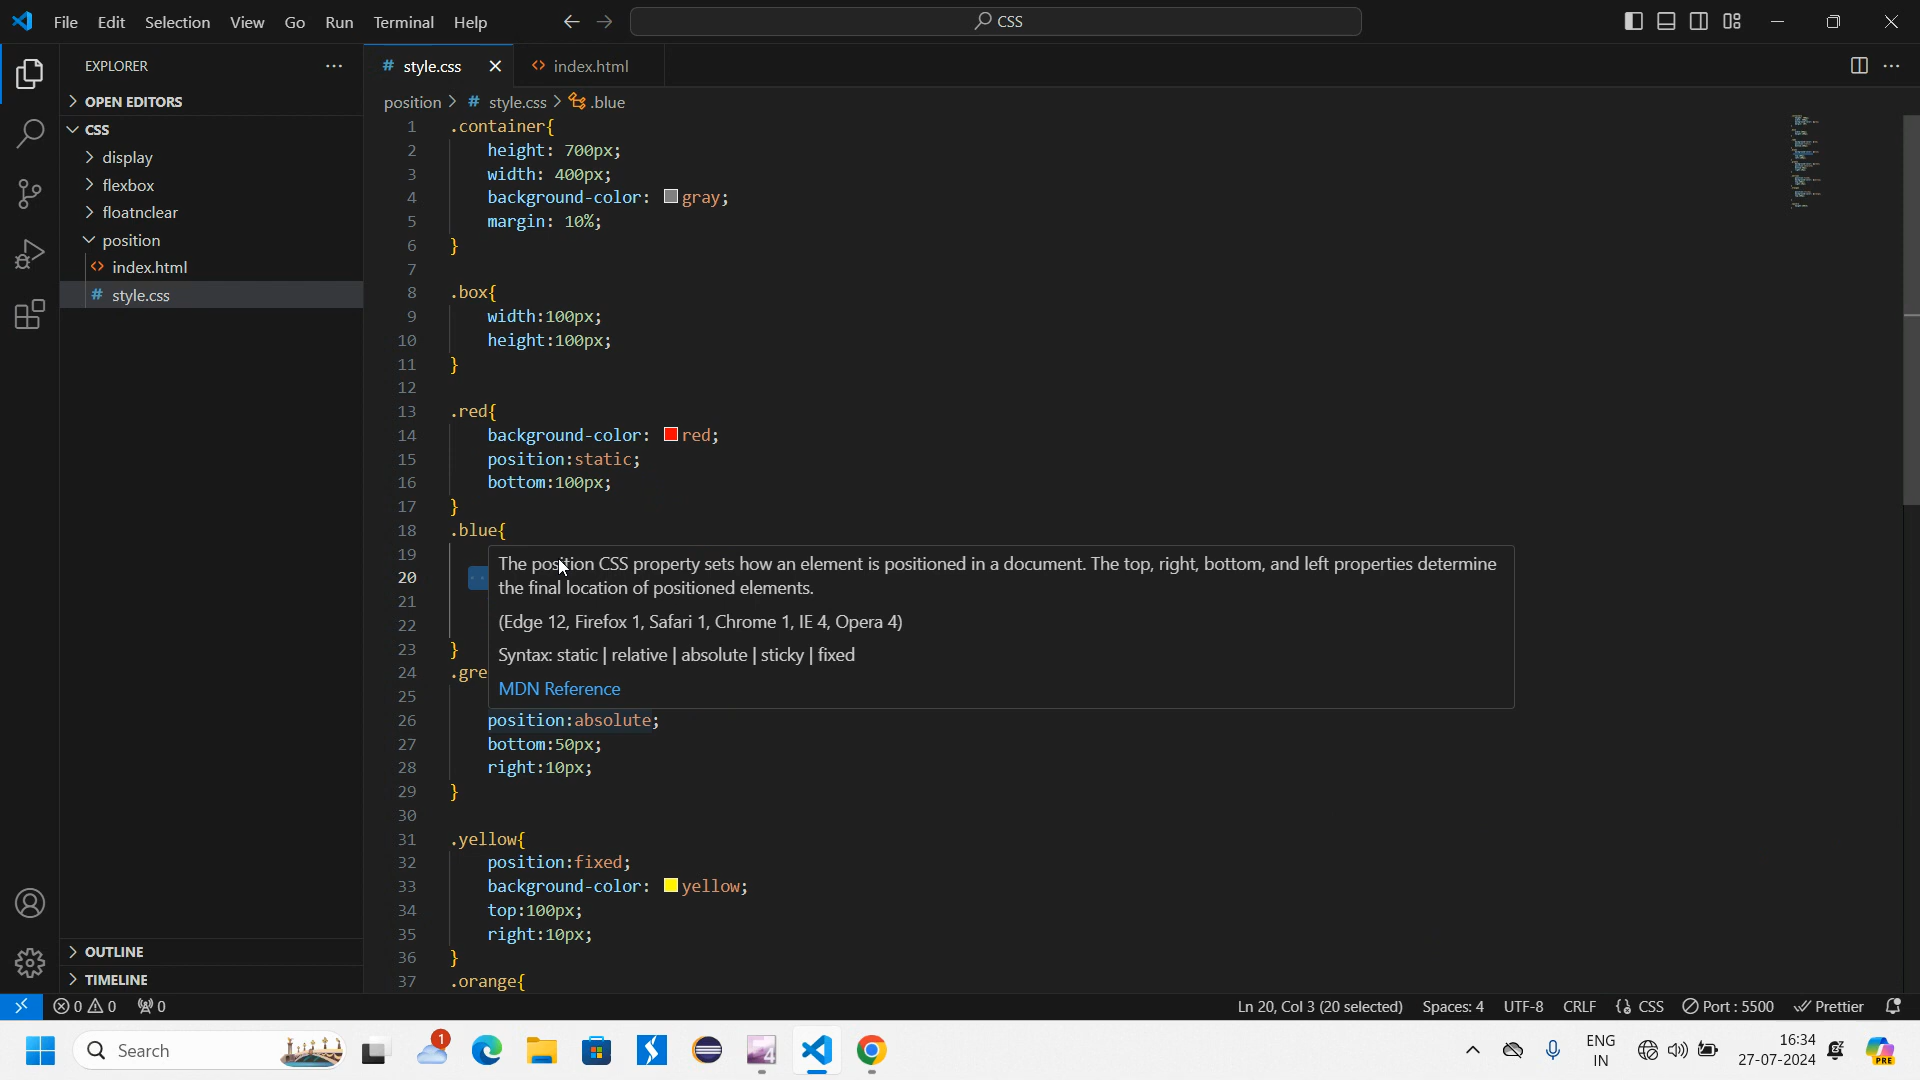 File Edit Selection View Go Run Terminal Help
CSS
EXPLORER
style.css
index.html
OPEN EDITORS
position > # style.css > .blue
CSS
display
flexbox
floatnclear
position
index.html
# style.css
OUTLINE
TIMELINE
1 .container{
2 height: 700px;
3 width: 400px;
4 background-color: gray;
5 margin: 10%;
6 }
7
8 .box{
9 width:100px;
10 height:100px;
11 }
12
13 .red{
14 background-color: red;
15 position:static;
16 bottom:100px;
17 }
18 .blue{
19
20
21
22
23 }
24 .gre
25
The position CSS property sets how an element is positioned in a document. The top, right, bottom, and left properties determine
the final location of positioned elements.
(Edge 12, Firefox 1, Safari 1, Chrome 1, IE 4, Opera 4)
Syntax: static | relative | absolute | sticky | fixed
MDN Reference
26 position:absolute;
27 bottom:50px;
28 right:10px;
29 }
30
31 .yellow{
32 position:fixed;
33 background-color: yellow;
34 top:100px;
35 right:10px;
36 }
37 .orange{
0 0 0
Ln 20, Col 3 (20 selected) Spaces: 4 UTF-8 CRLF {} CSS Port : 5500 Prettier
Search
1
4
ENG
IN
16:34
27-07-2024
PRE